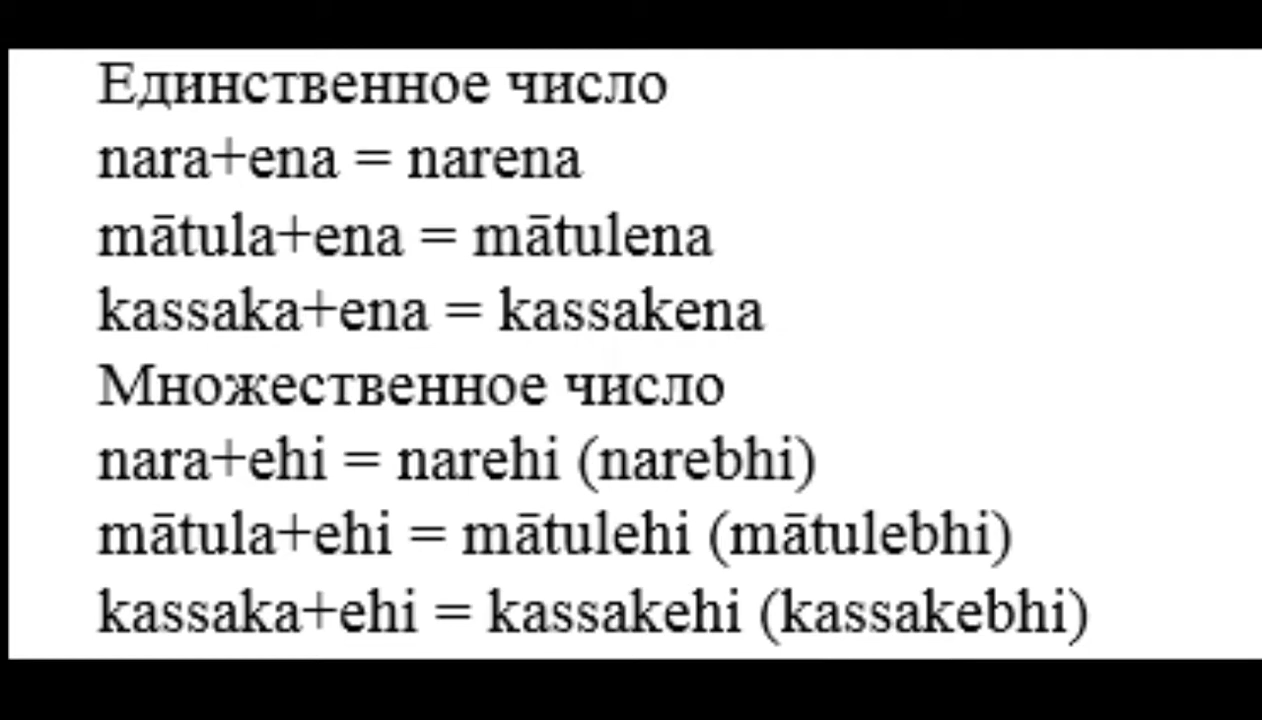 Единственное число
nara+ena = narena
mātula+ena = mātulena
kassaka+ena = kassakena
Множественное число
nara+ehi = narehi (narebhi)
mātula+ehi = mātulehi (mātulebhi)
kassaka+ehi = kassakehi (kassakebhi)